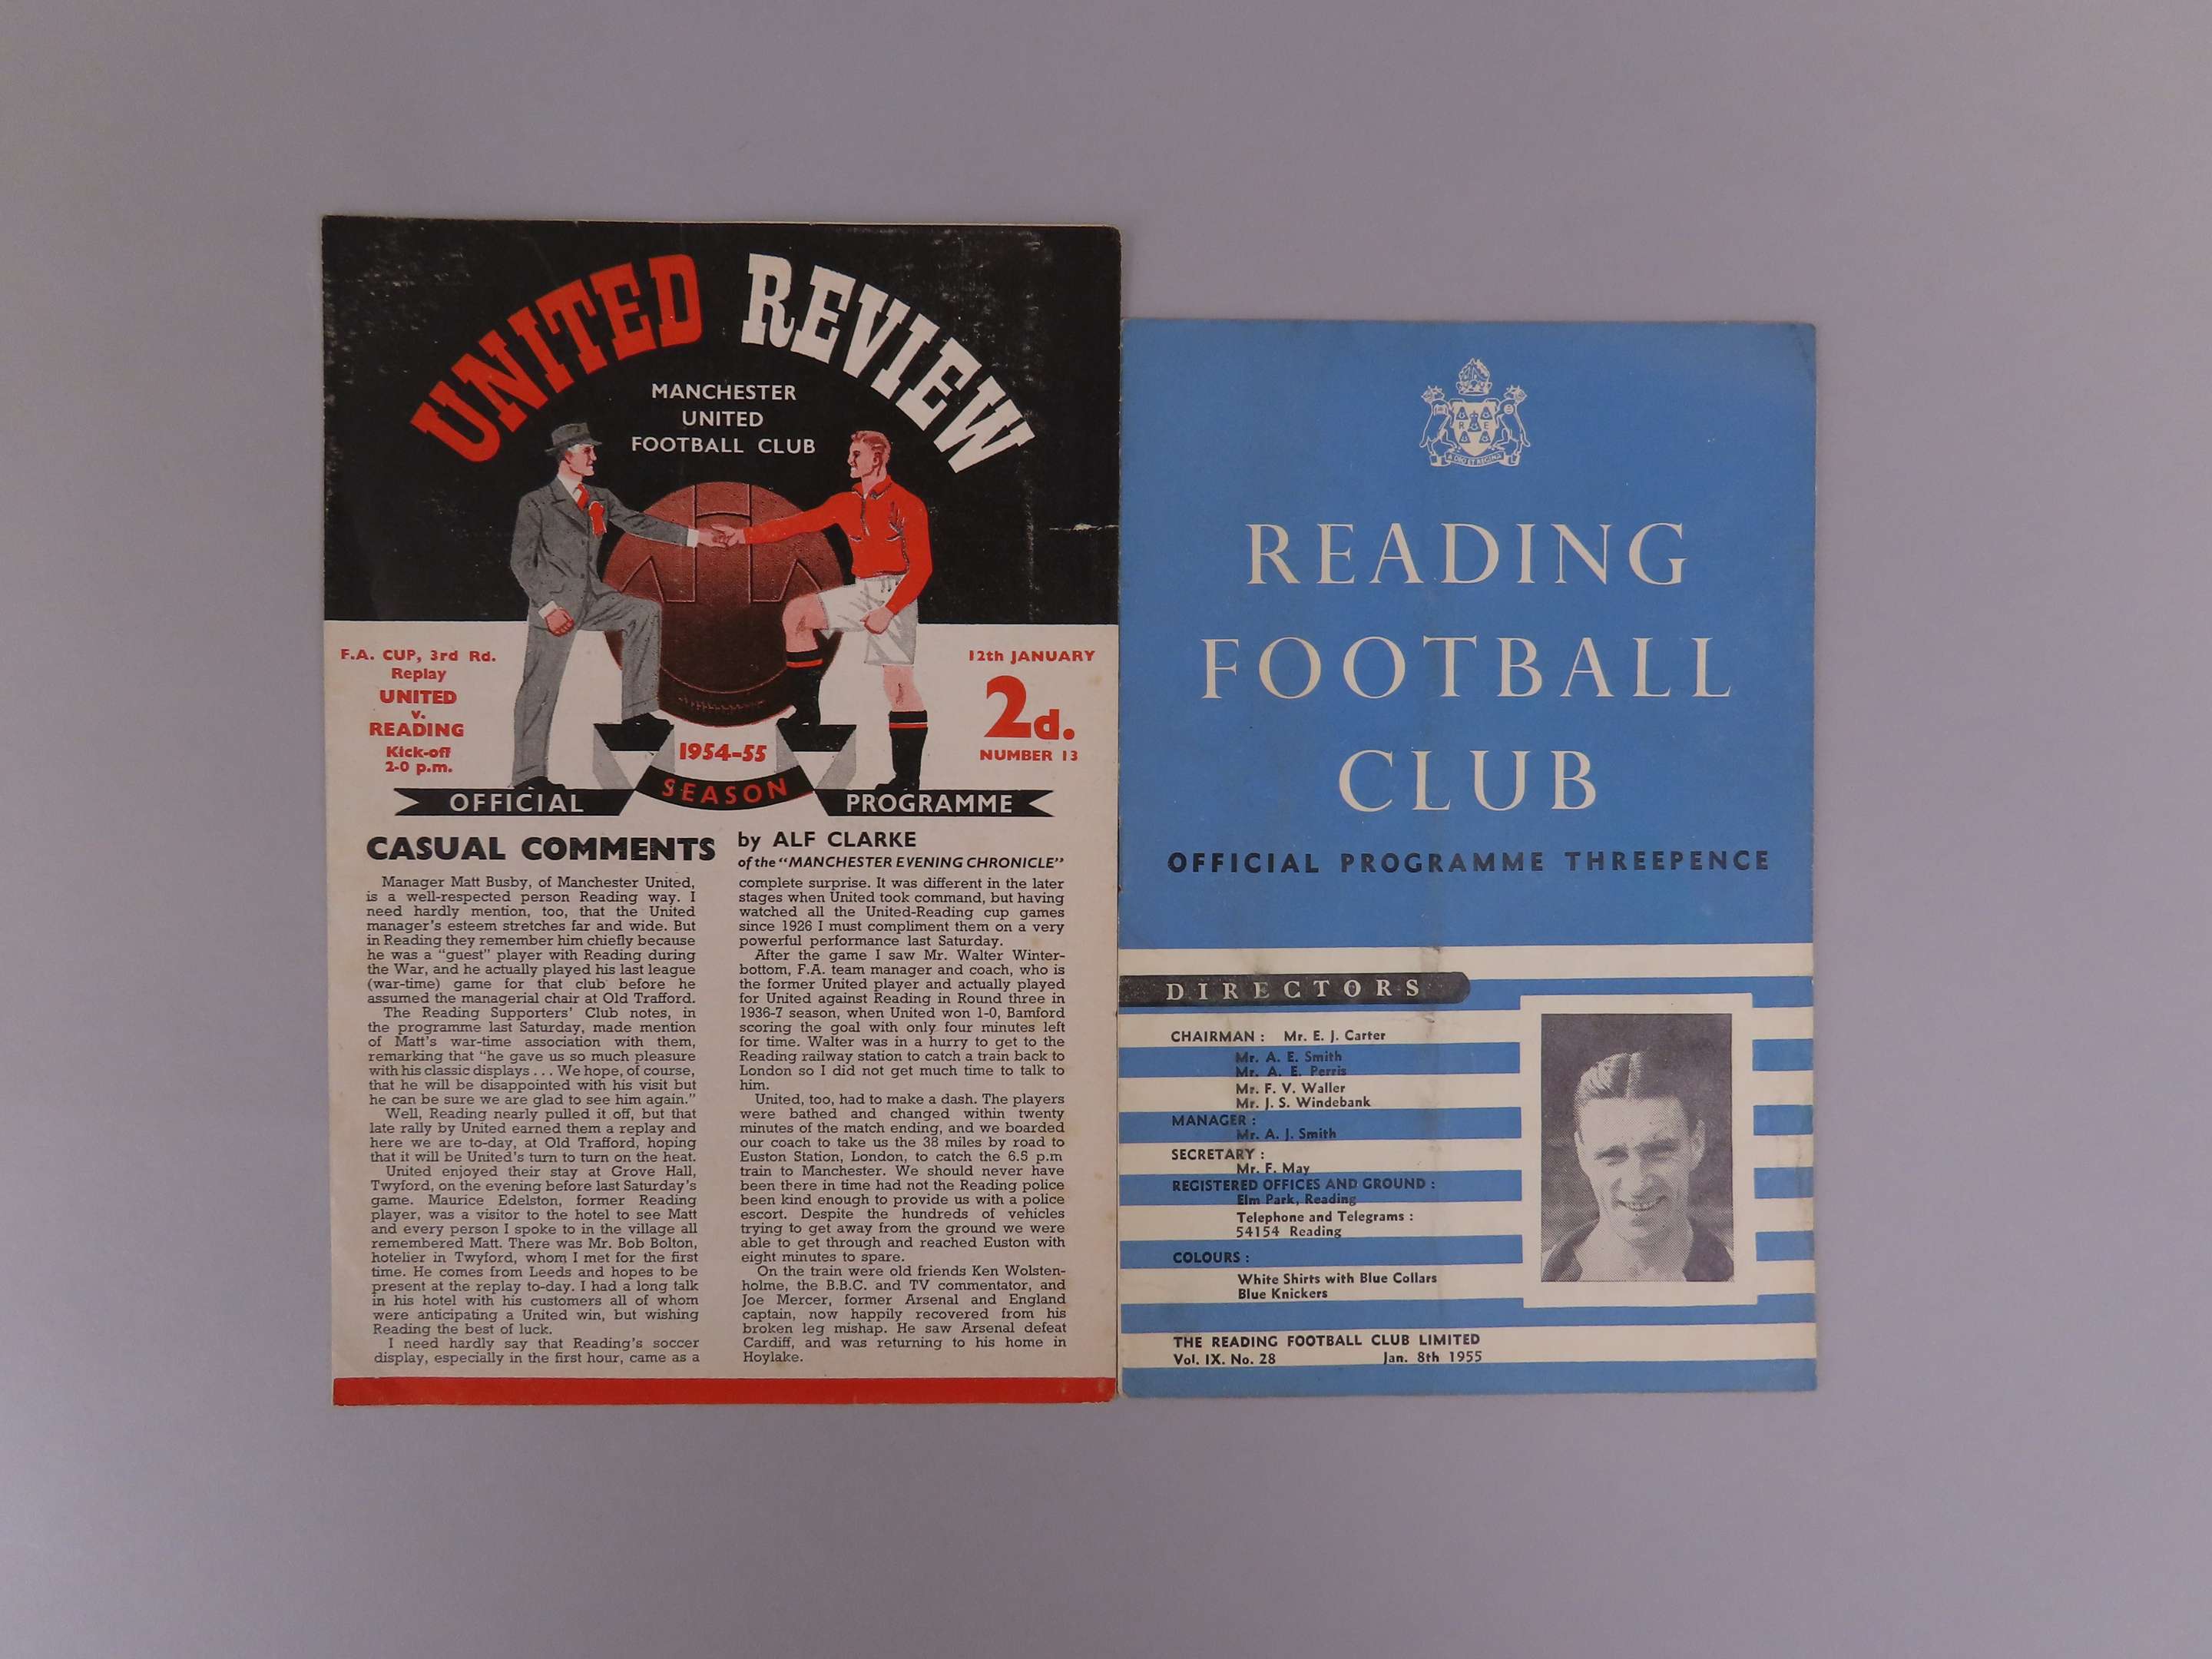 UNITED REVIEW
MANCHESTER
UNITED
FOOTBALL CLUB
F.A. CUP, 3rd Rd.
Replay
UNITED
v.
READING
Kick-off
2-0 p.m.
12th JANUARY
2d.
NUMBER 13
1954-55
OFFICIAL SEASON PROGRAMME
CASUAL COMMENTS
by ALF CLARKE
of the "MANCHESTER EVENING CHRONICLE"
Manager Matt Busby, of Manchester United,
is a well-respected person Reading way. I
need hardly mention, too, that the United
manager's esteem stretches far and wide. But
in Reading they remember him chiefly because
he was a "guest" player with Reading during
the War, and he actually played his last league
(war-time) game for that club before he
assumed the managerial chair at Old Trafford.
The Reading Supporters' Club notes, in
the programme last Saturday, made mention
of Matt's war-time association with them,
remarking that "he gave us so much pleasure
with his classic displays . . . We hope, of course,
that he will be disappointed with his visit but
he can be sure we are glad to see him again."
Well, Reading nearly pulled it off, but that
late rally by United earned them a replay and
here we are to-day, at Old Trafford, hoping
that it will be United's turn to turn on the heat.
United enjoyed their stay at Grove Hall,
Twyford, on the evening before last Saturday's
game. Maurice Edelston, former Reading
player, was a visitor to the hotel to see Matt
and every person I spoke to in the village all
remembered Matt. There was Mr. Bob Bolton,
hotelier in Twyford, whom I met for the first
time. He comes from Leeds and hopes to be
present at the replay to-day. I had a long talk
in his hotel with his customers all of whom
were anticipating a United win, but wishing
Reading the best of luck.
I need hardly say that Reading's soccer
display, especially in the first hour, came as a
complete surprise. It was different in the later
stages when United took command, but having
watched all the United-Reading cup games
since 1926 I must compliment them on a very
powerful performance last Saturday.
After the game I saw Mr. Walter Winter-
bottom, F.A. team manager and coach, who is
the former United player and actually played
for United against Reading in Round three in
1936-7 season, when United won 1-0, Bamford
scoring the goal with only four minutes left
for time. Walter was in a hurry to get to the
Reading railway station to catch a train back to
London so I did not get much time to talk to
him.
United, too, had to make a dash. The players
were bathed and changed within twenty
minutes of the match ending, and we boarded
our coach to take us the 38 miles by road to
Euston Station, London, to catch the 6.5 p.m
train to Manchester. We should never have
been there in time had not the Reading police
been kind enough to provide us with a police
escort. Despite the hundreds of vehicles
trying to get away from the ground we were
able to get through and reached Euston with
eight minutes to spare.
On the train were old friends Ken Wolsten-
holme, the B.B.C. and TV commentator, and
Joe Mercer, former Arsenal and England
captain, now happily recovered from his
broken leg mishap. He saw Arsenal defeat
Cardiff, and was returning to his home in
Hoylake.
R E
A DEO ET REGINA
READING
FOOTBALL
CLUB
OFFICIAL PROGRAMME THREEPENCE
DIRECTORS
CHAIRMAN : Mr. E. J. Carter
Mr. A. E. Smith
Mr. A. E. Perris
Mr. F. V. Waller
Mr. J. S. Windebank
MANAGER :
Mr. A. J. Smith
SECRETARY :
Mr. F. May
REGISTERED OFFICES AND GROUND :
Elm Park, Reading
Telephone and Telegrams :
54154 Reading
COLOURS :
White Shirts with Blue Collars
Blue Knickers
THE READING FOOTBALL CLUB LIMITED
Vol. IX. No. 28 Jan. 8th 1955